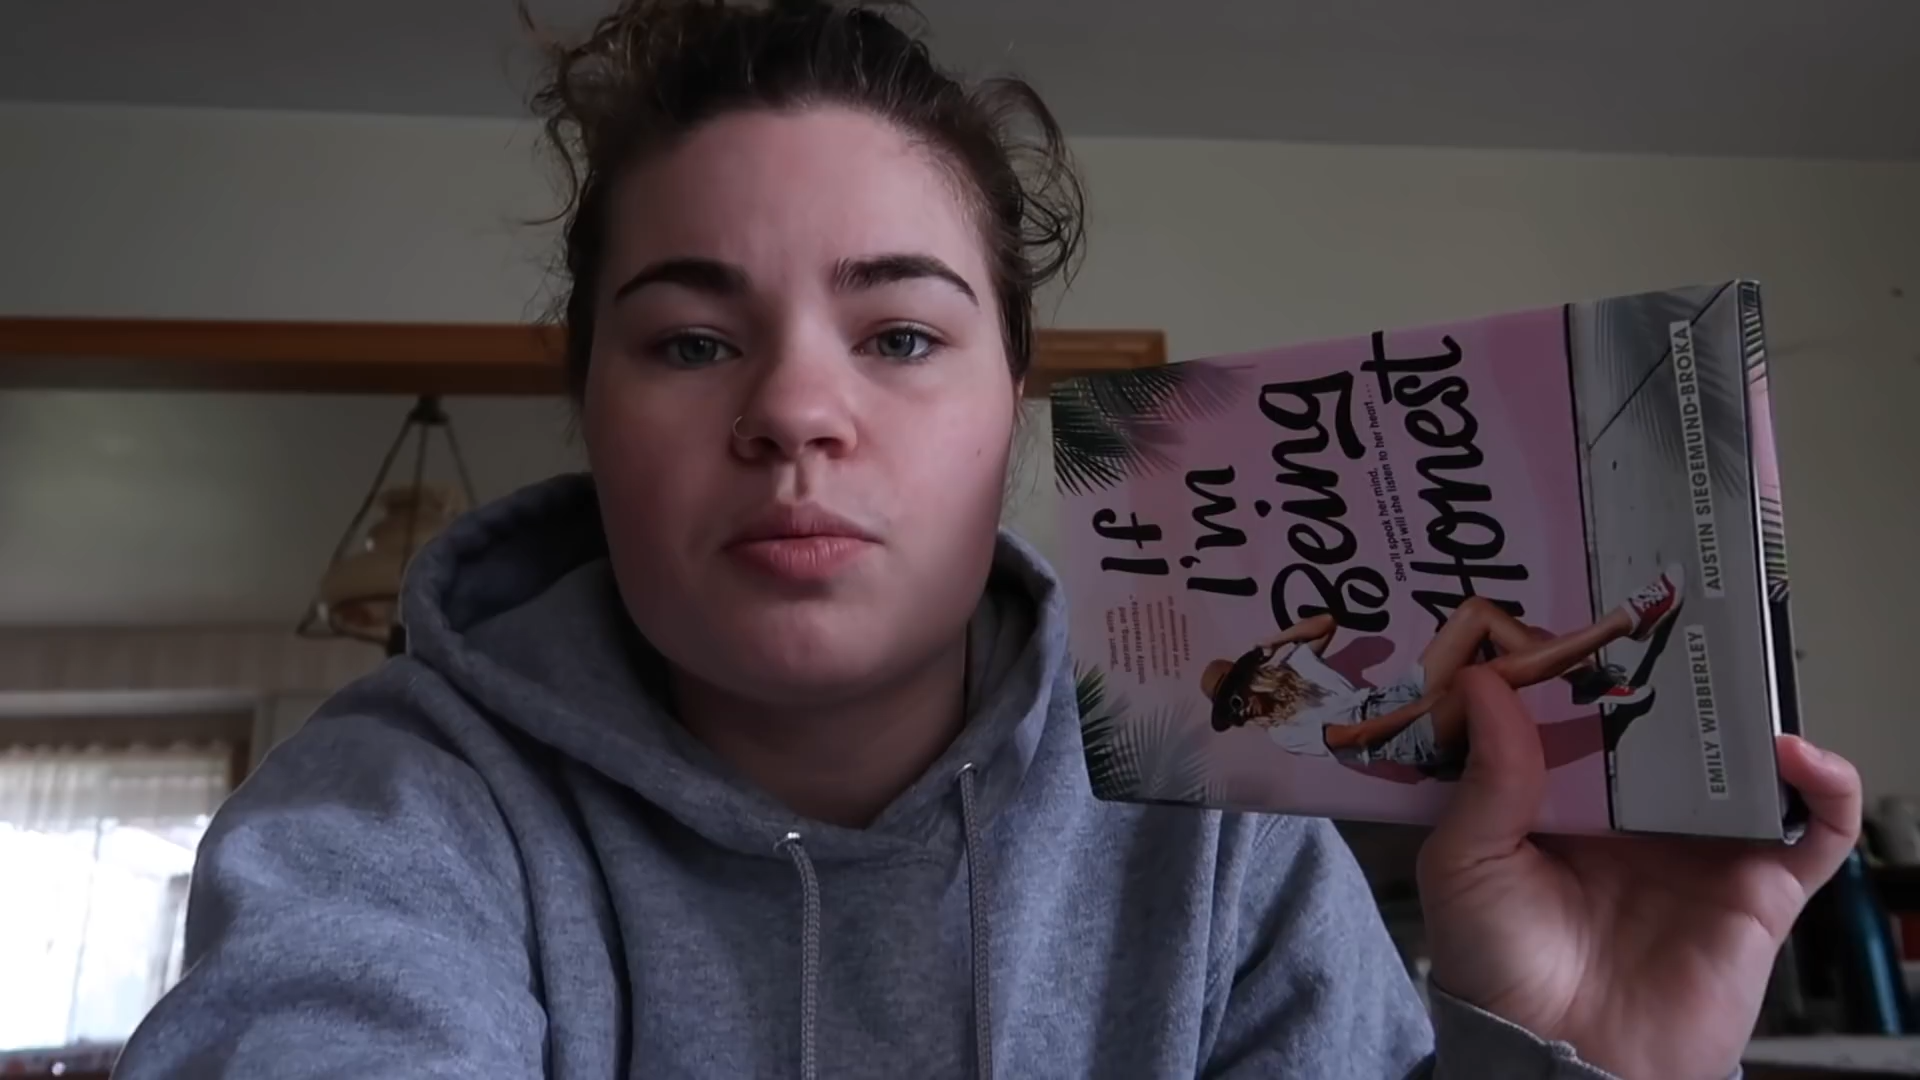 If
I'm
Being
She'll speak her mind,
but will she listen to her heart...
Honest
"Smart, witty,
charming, and
totally irresistible."
EMILY WIBBERLEY
AUSTIN SIEGEMUND-BROKA